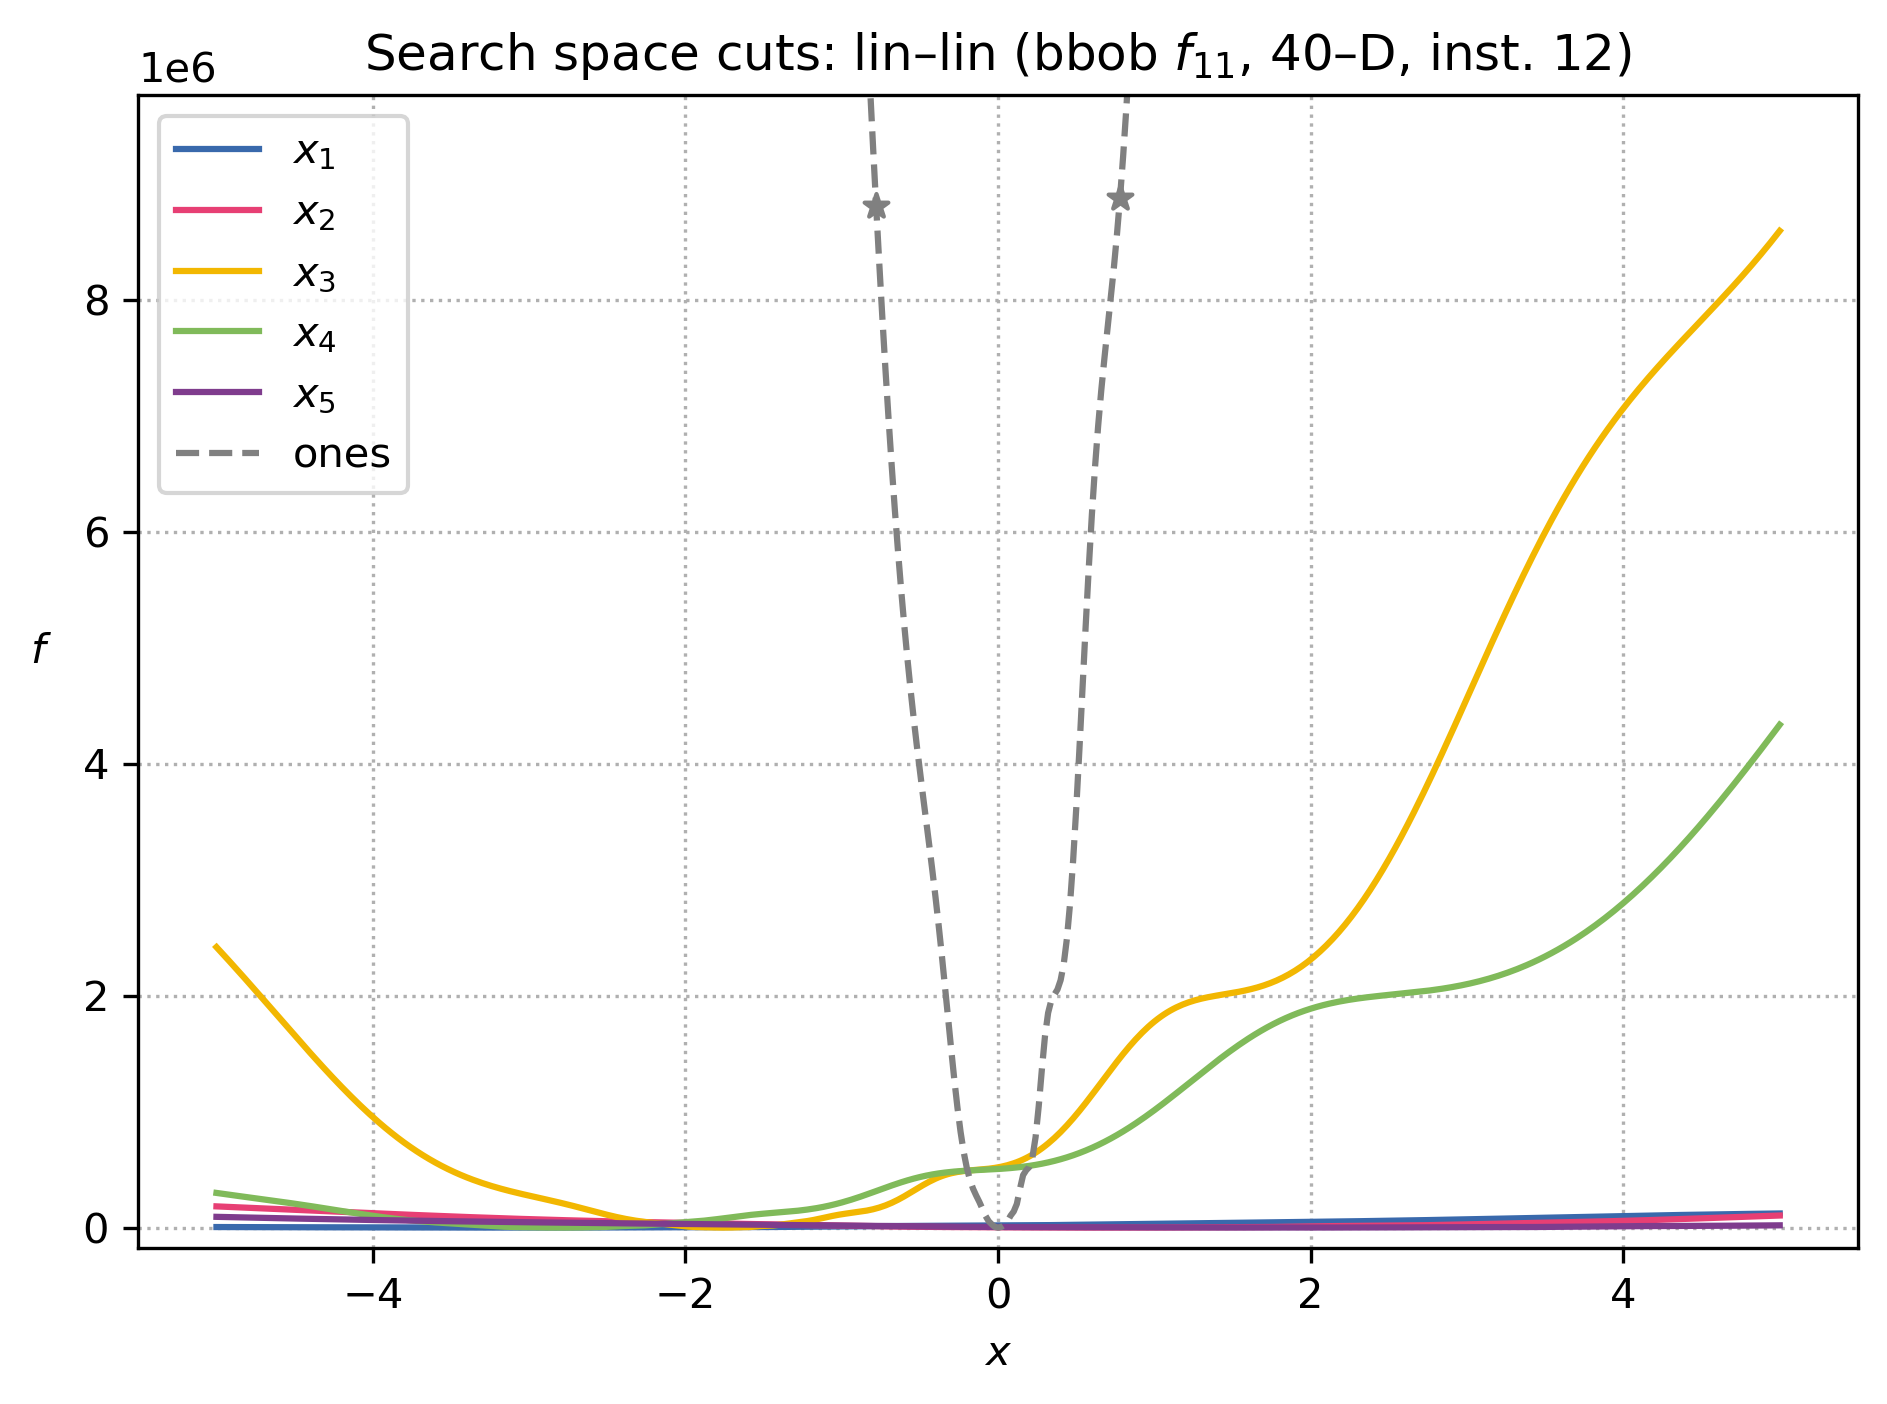 Search space cuts: lin–lin (bbob f₁₁, 40–D, inst. 12)
1e6
x₁
x₂
x₃
x₄
x₅
ones
8
6
4
2
0
f
−4 −2 0 2 4
x